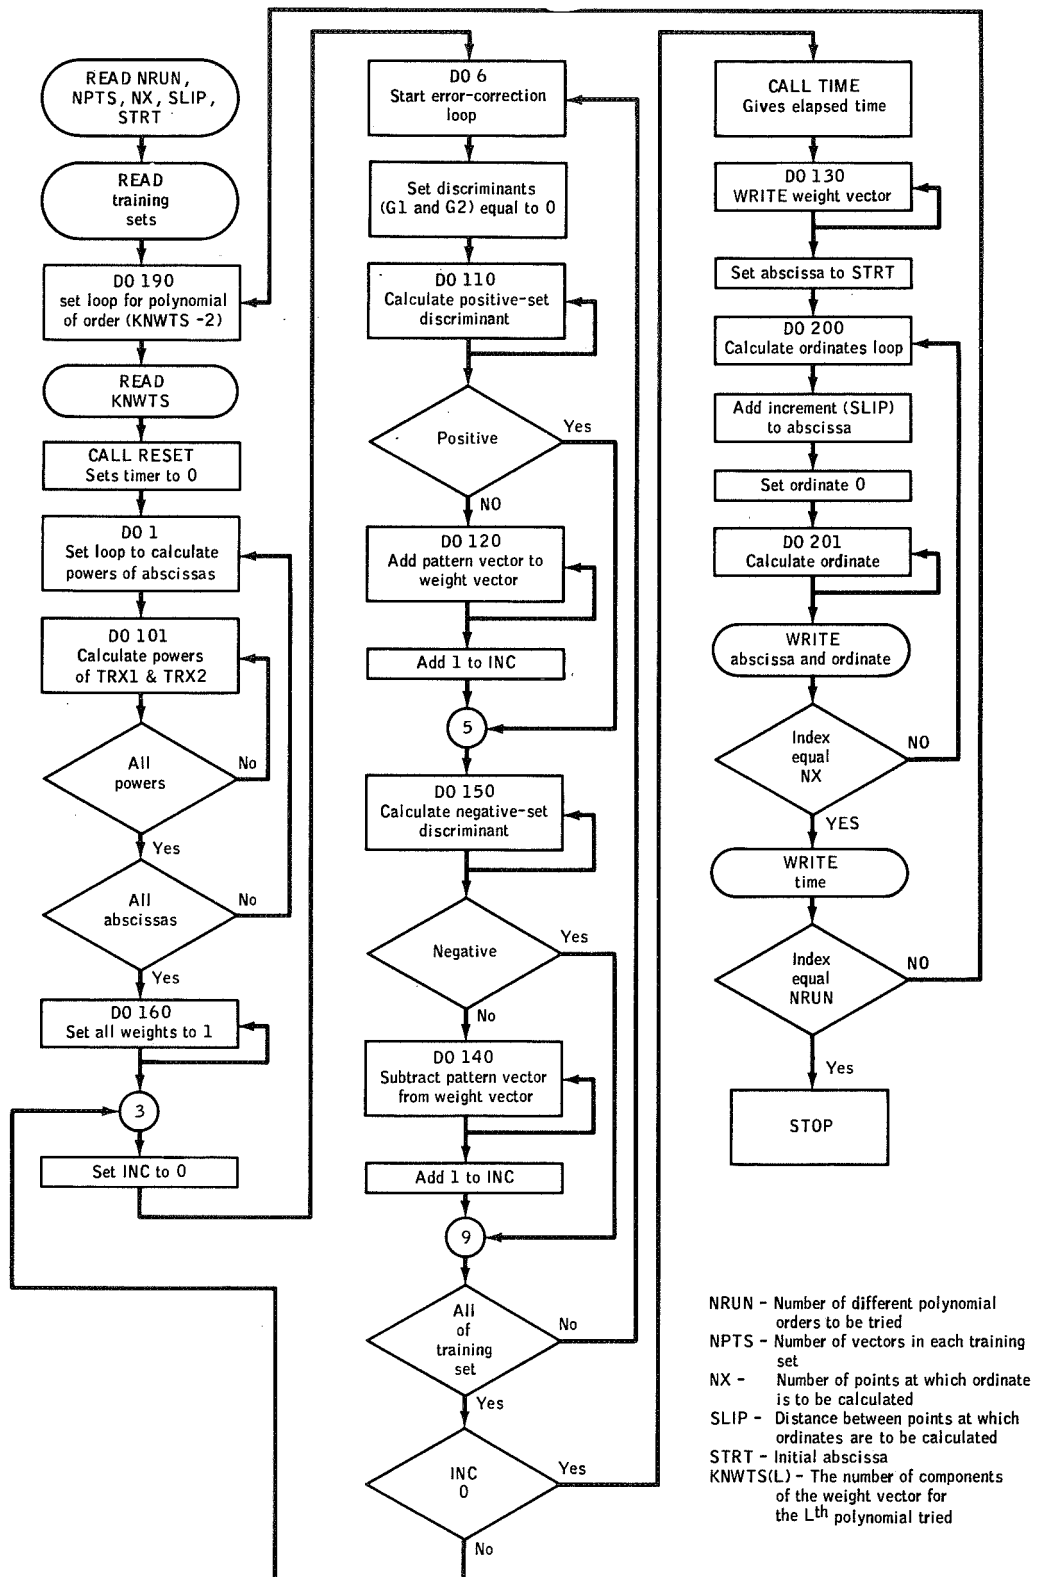 READ NRUN,
NPTS, NX, SLIP,
STRT
READ
training
sets
DO 190
set loop for polynomial
of order (KNWTS -2)
READ
KNWTS
CALL RESET
Sets timer to 0
DO 1
Set loop to calculate
powers of abscissas
DO 101
Calculate powers
of TRX1 & TRX2
All
powers
No
Yes
All
abscissas
No
Yes
DO 160
Set all weights to 1
3
Set INC to 0
DO 6
Start error-correction
loop
Set discriminants
(G1 and G2) equal to 0
DO 110
Calculate positive-set
discriminant
Positive
Yes
NO
DO 120
Add pattern vector to
weight vector
Add 1 to INC
5
DO 150
Calculate negative-set
discriminant
Negative
Yes
No
DO 140
Subtract pattern vector
from weight vector
Add 1 to INC
9
All
of
training
set
No
Yes
INC
0
Yes
No
CALL TIME
Gives elapsed time
DO 130
WRITE weight vector
Set abscissa to STRT
DO 200
Calculate ordinates loop
Add increment (SLIP)
to abscissa
Set ordinate 0
DO 201
Calculate ordinate
WRITE
abscissa and ordinate
Index
equal
NX
NO
YES
WRITE
time
Index
equal
NRUN
NO
Yes
STOP
NRUN - Number of different polynomial
orders to be tried
NPTS - Number of vectors in each training
set
NX - Number of points at which ordinate
is to be calculated
SLIP - Distance between points at which
ordinates are to be calculated
STRT - Initial abscissa
KNWTS(L) - The number of components
of the weight vector for
the Lth polynomial tried